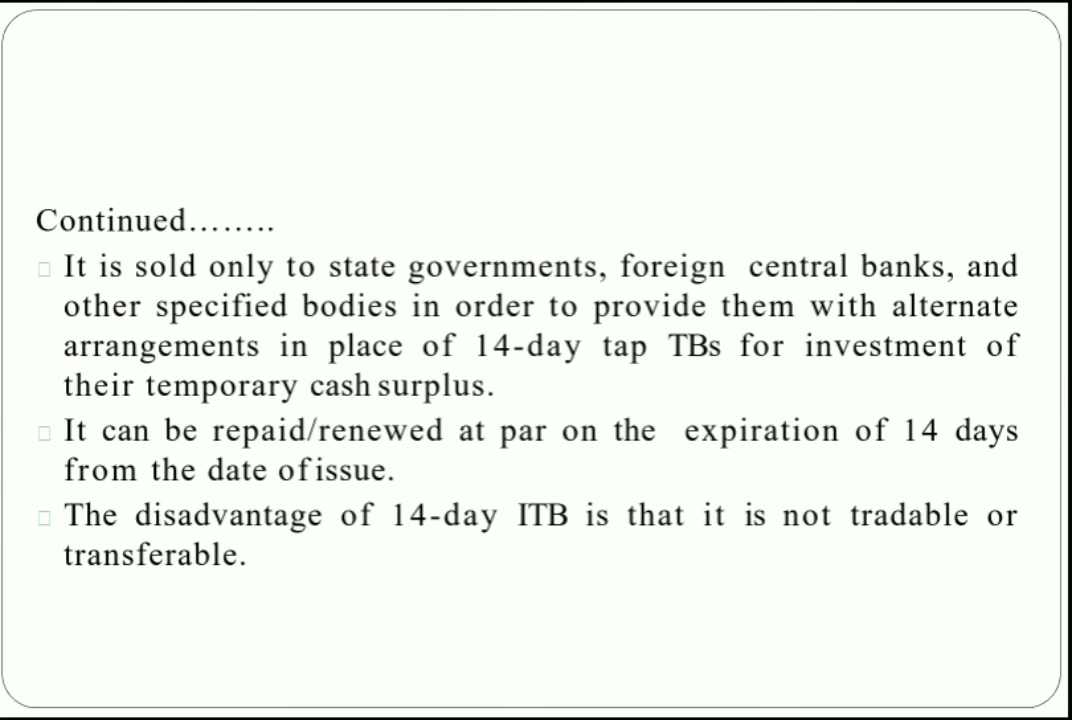 Continued........
It is sold only to state governments, foreign central banks, and
other specified bodies in order to provide them with alternate
arrangements in place of 14-day tap TBs for investment of
their temporary cash surplus.
It can be repaid/renewed at par on the expiration of 14 days
from the date of issue.
The disadvantage of 14-day ITB is that it is not tradable or
transferable.